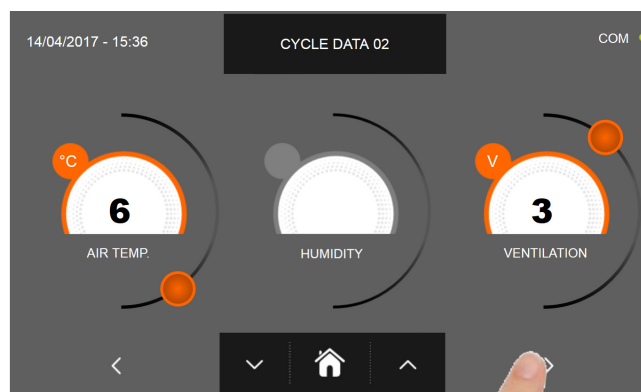 14/04/2017 - 15:36
CYCLE DATA 02
COM
°C
6
AIR TEMP.
HUMIDITY
V
3
VENTILATION